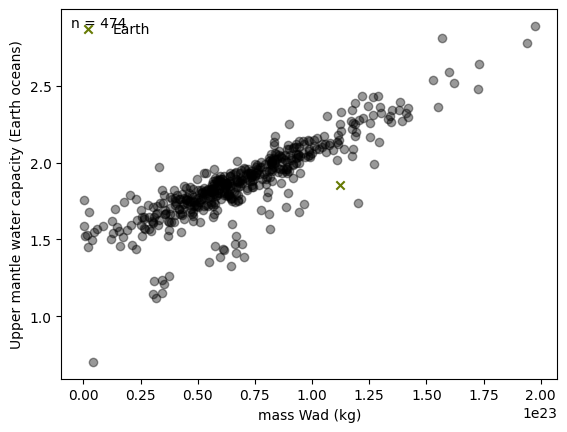 n = 474
Earth
Upper mantle water capacity (Earth oceans)
2.5
2.0
1.5
1.0
0.00 0.25 0.50 0.75 1.00 1.25 1.50 1.75 2.00
1e23
mass Wad (kg)